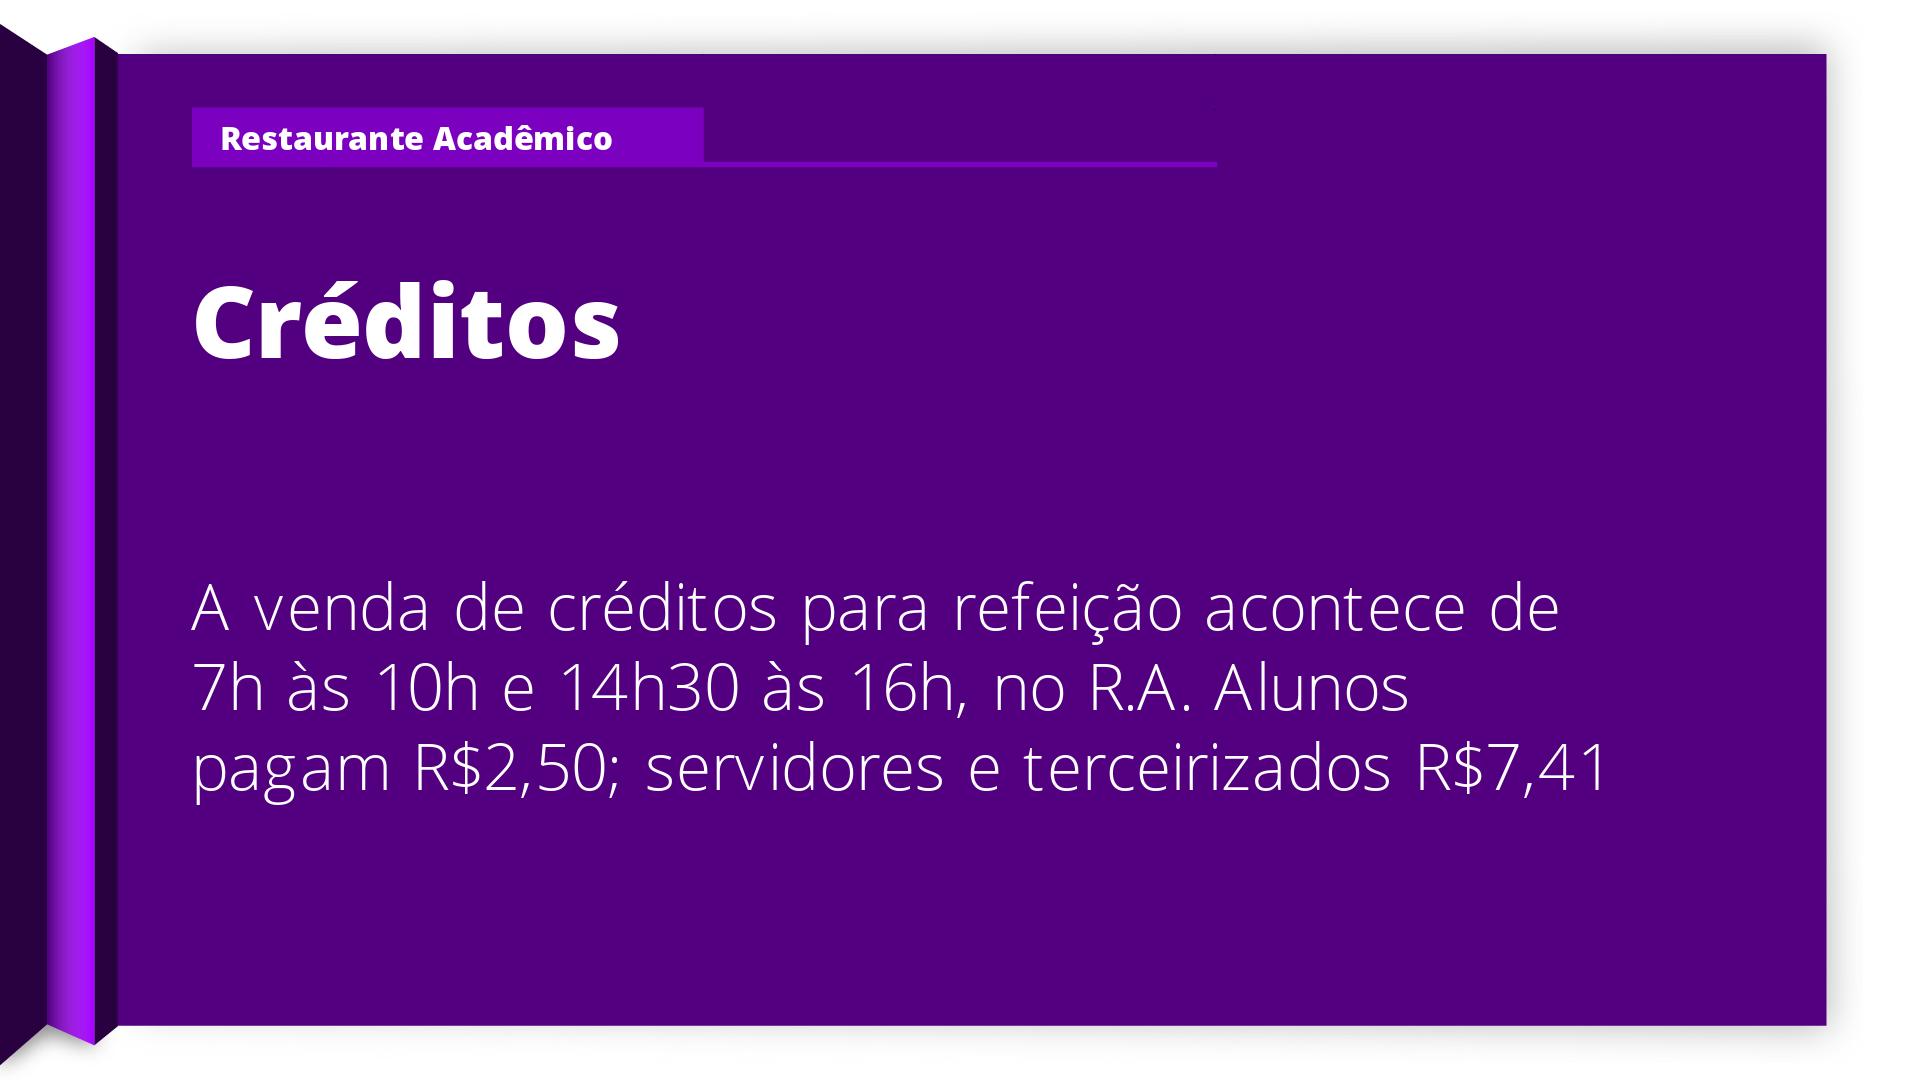 Restaurante Acadêmico
Créditos
A venda de créditos para refeição acontece de
7h às 10h e 14h30 às 16h, no R.A. Alunos
pagam R$2,50; servidores e terceirizados R$7,41